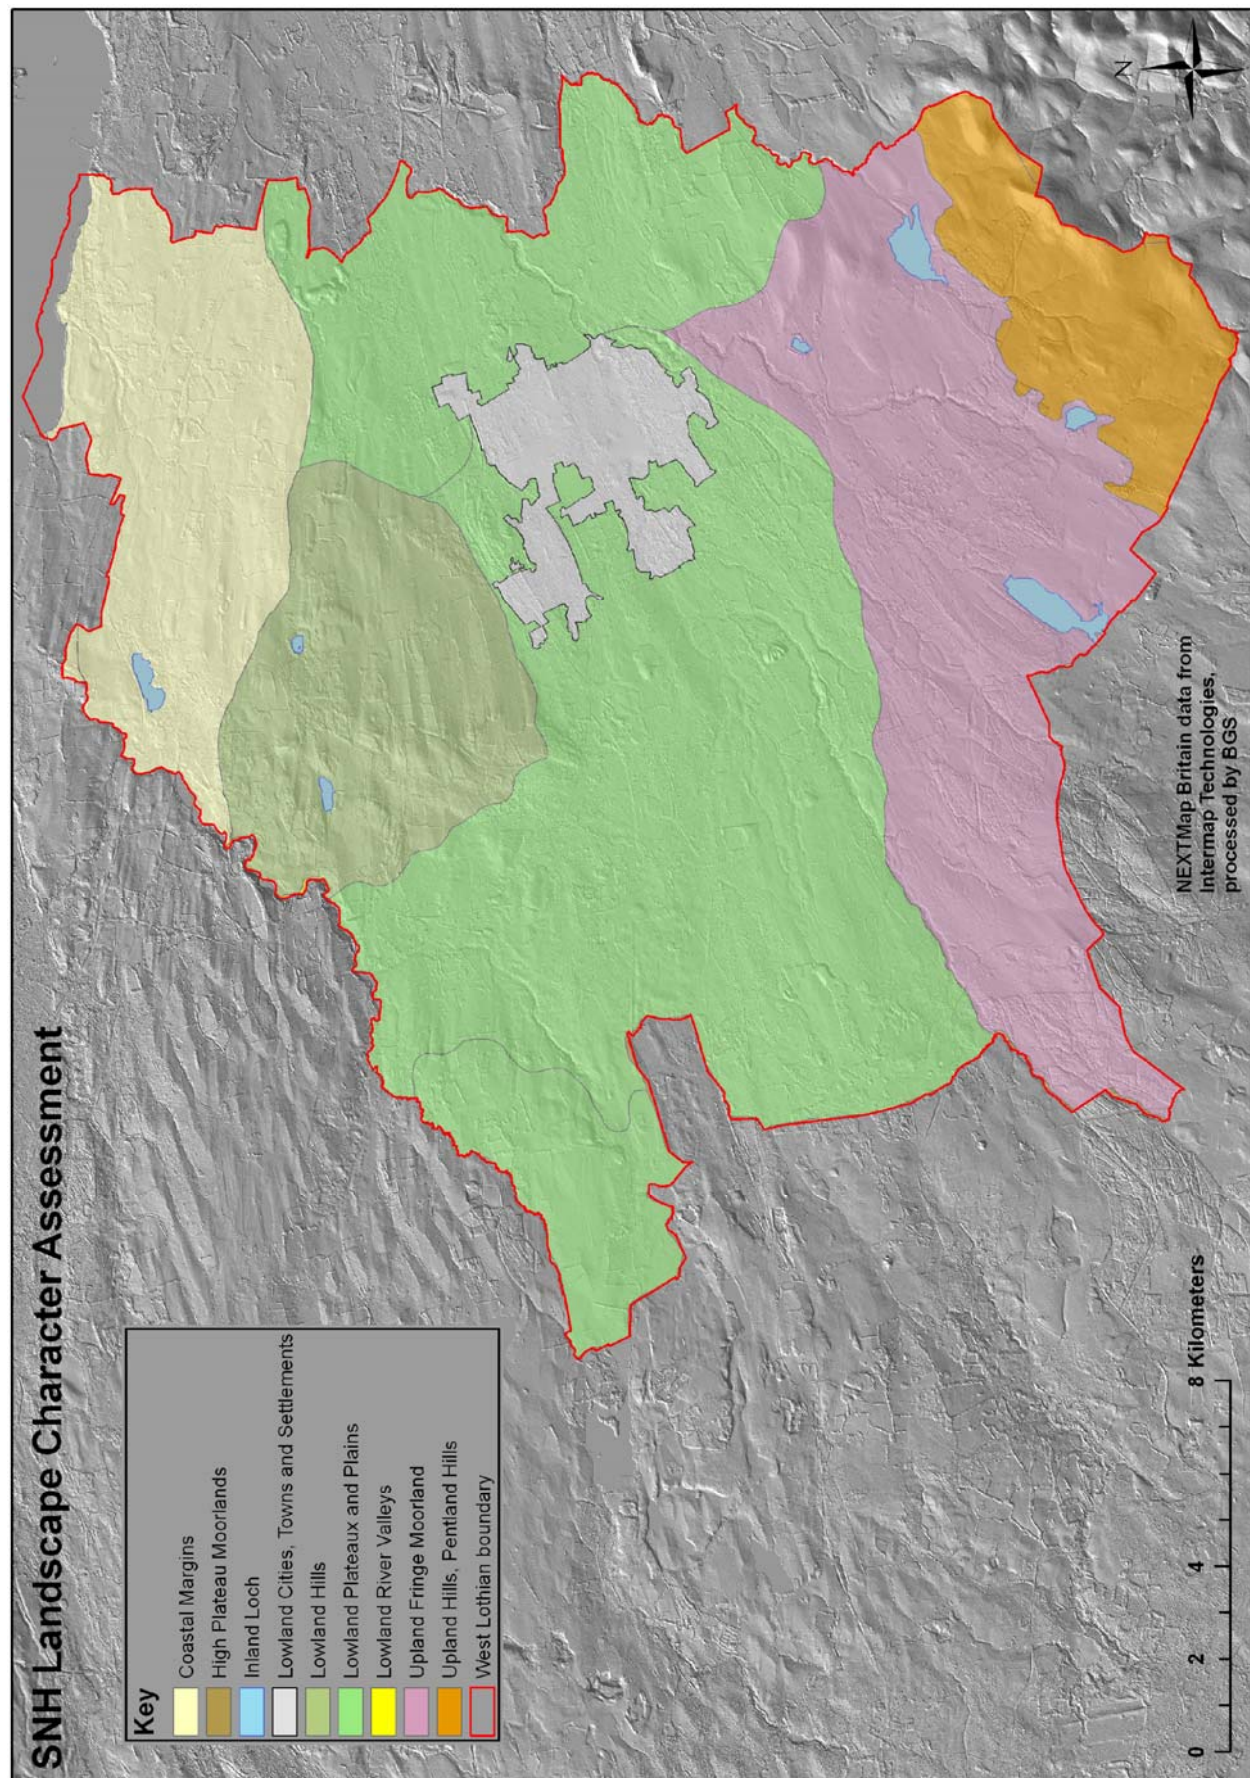 SNH Landscape Character Assessment
Key
Coastal Margins
High Plateau Moorlands
Inland Loch
Lowland Cities, Towns and Settlements
Lowland Hills
Lowland Plateaux and Plains
Lowland River Valleys
Upland Fringe Moorland
Upland Hills, Pentland Hills
West Lothian boundary
N
NEXTMap Britain data from
Intermap Technologies,
processed by BGS
0 2 4 8 Kilometers